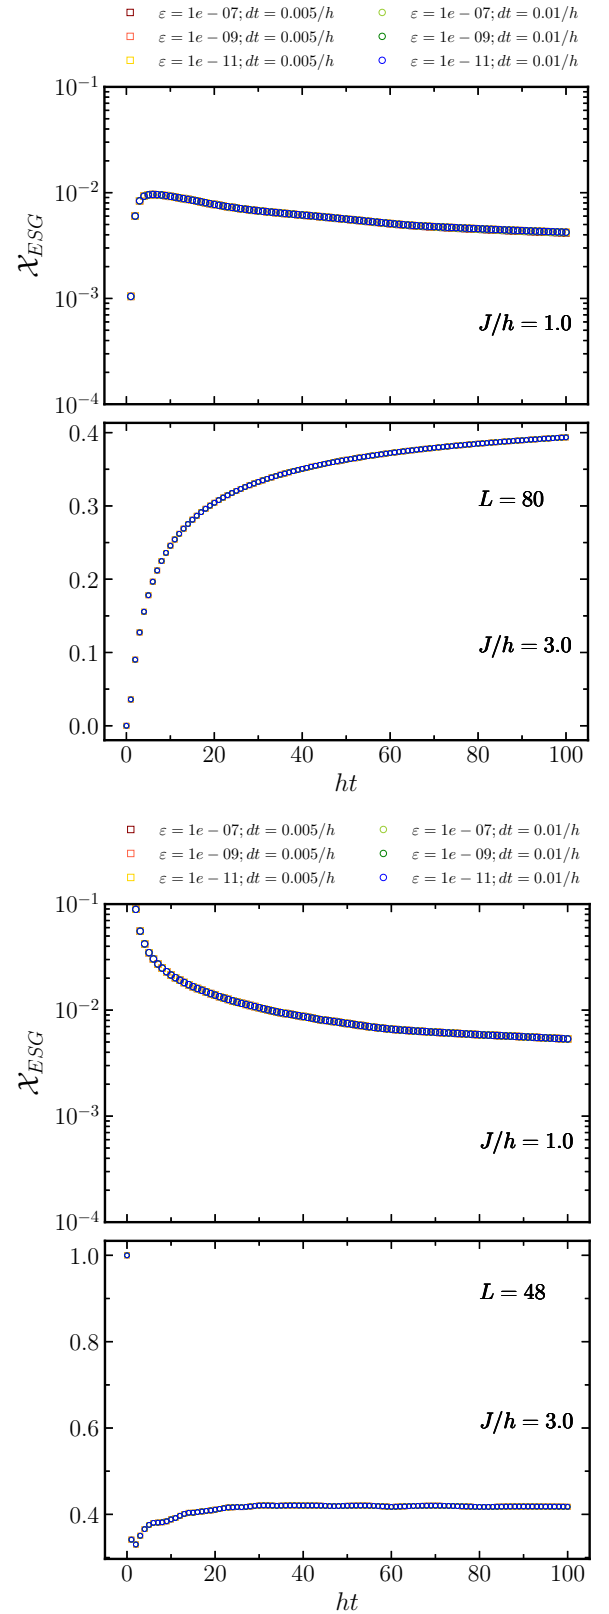 ε = 1e − 07; dt = 0.005/h ε = 1e − 07; dt = 0.01/h
ε = 1e − 09; dt = 0.005/h ε = 1e − 09; dt = 0.01/h
ε = 1e − 11; dt = 0.005/h ε = 1e − 11; dt = 0.01/h
10⁻¹
10⁻²
𝒳_ESG
10⁻³
J/h = 1.0
10⁻⁴
0.4
0.3
L = 80
0.2
0.1
J/h = 3.0
0.0
0 20 40 60 80 100
ht
ε = 1e − 07; dt = 0.005/h ε = 1e − 07; dt = 0.01/h
ε = 1e − 09; dt = 0.005/h ε = 1e − 09; dt = 0.01/h
ε = 1e − 11; dt = 0.005/h ε = 1e − 11; dt = 0.01/h
10⁻¹
10⁻²
𝒳_ESG
10⁻³
J/h = 1.0
10⁻⁴
1.0
L = 48
0.8
0.6
J/h = 3.0
0.4
0 20 40 60 80 100
ht